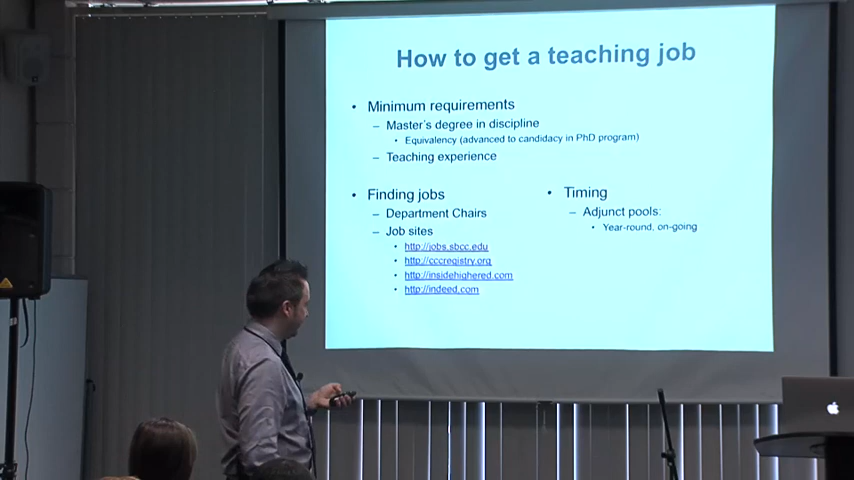 How to get a teaching job
• Minimum requirements
– Master's degree in discipline
• Equivalency (advanced to candidacy in PhD program)
– Teaching experience
• Finding jobs
– Department Chairs
– Job sites
• http://jobs.sbcc.edu
• http://cccregistry.org
• http://insidehighered.com
• http://indeed.com
• Timing
– Adjunct pools:
• Year-round, on-going